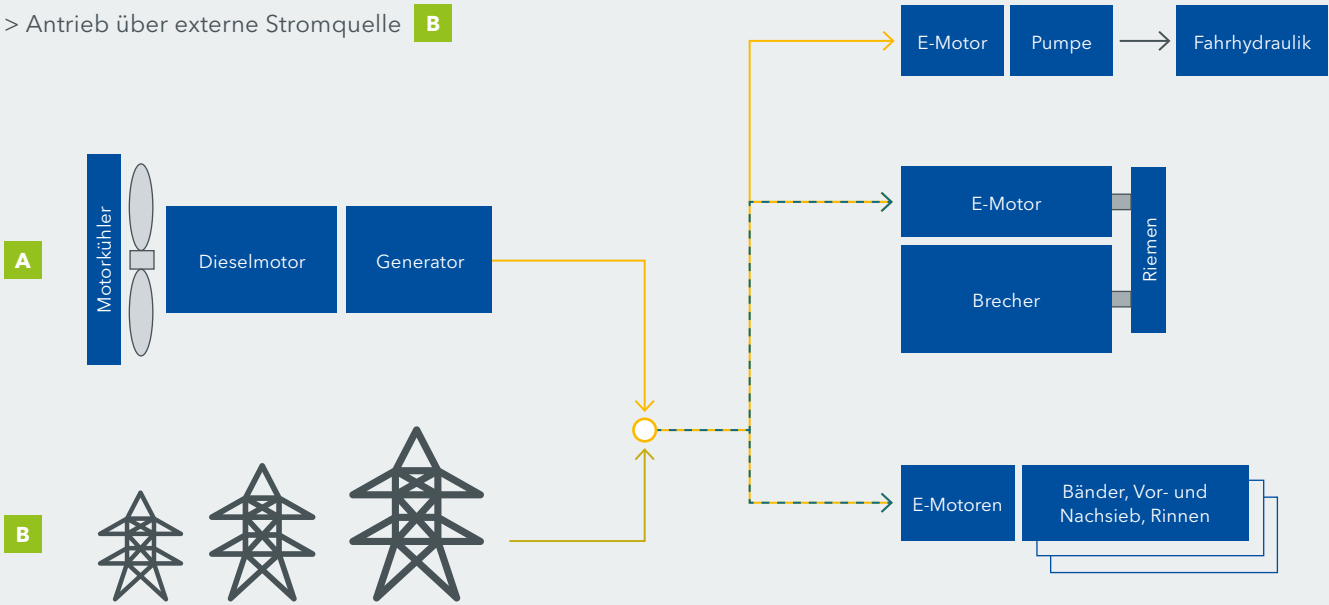 > Antrieb über externe Stromquelle B
E-Motor
Pumpe
Fahrhydraulik
A
Motorkühler
Dieselmotor
Generator
E-Motor
Brecher
Riemen
B
E-Motoren
Bänder, Vor- und
Nachsieb, Rinnen